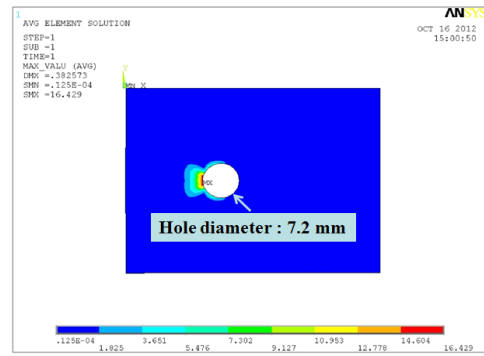 1
AVG ELEMENT SOLUTION
ANSYS
OCT 16 2012
15:00:50
STEP=1
SUB =1
TIME=1
MAX_VALU (AVG)
DMX =.382573
SMN =.125E-04
SMX =16.429
Y
MN X
MX
Hole diameter : 7.2 mm
.125E-04 3.651 7.302 10.953 14.604
1.825 5.476 9.127 12.778 16.429